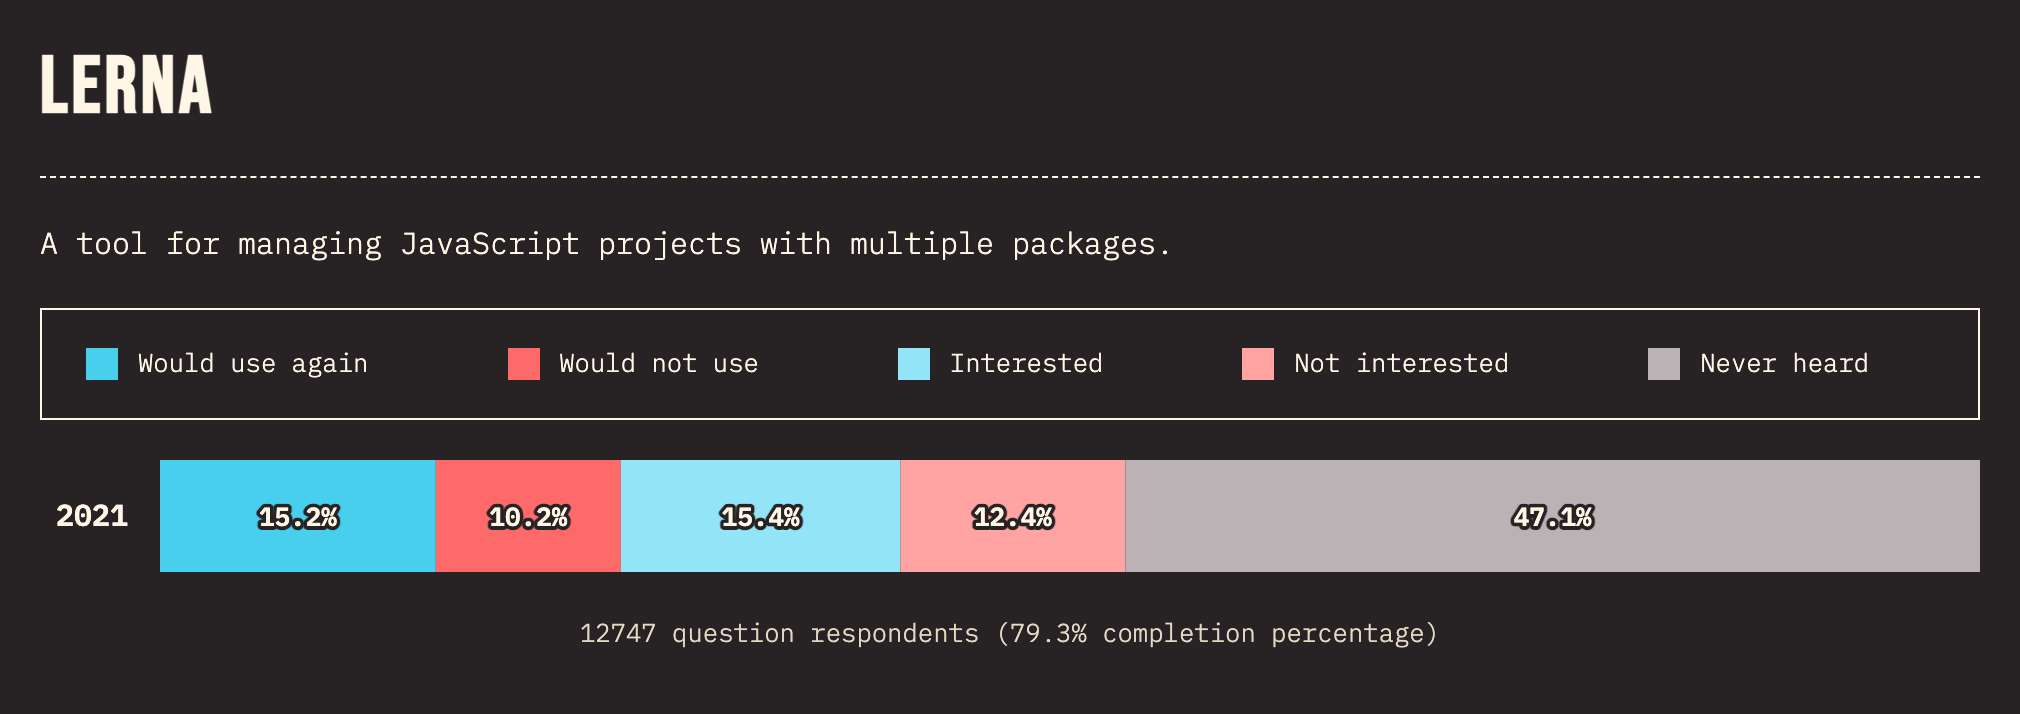 LERNA
A tool for managing JavaScript projects with multiple packages.
Would use again Would not use Interested Not interested Never heard
2021 15.2% 10.2% 15.4% 12.4% 47.1%
12747 question respondents (79.3% completion percentage)